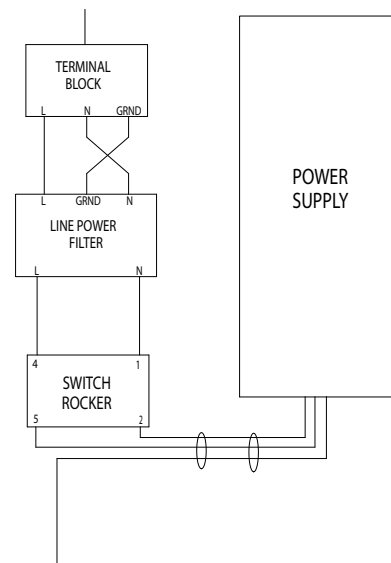 TERMINAL
BLOCK
L N GRND
L GRND N
LINE POWER
FILTER
L N
4 1
SWITCH
ROCKER
5 2
POWER
SUPPLY